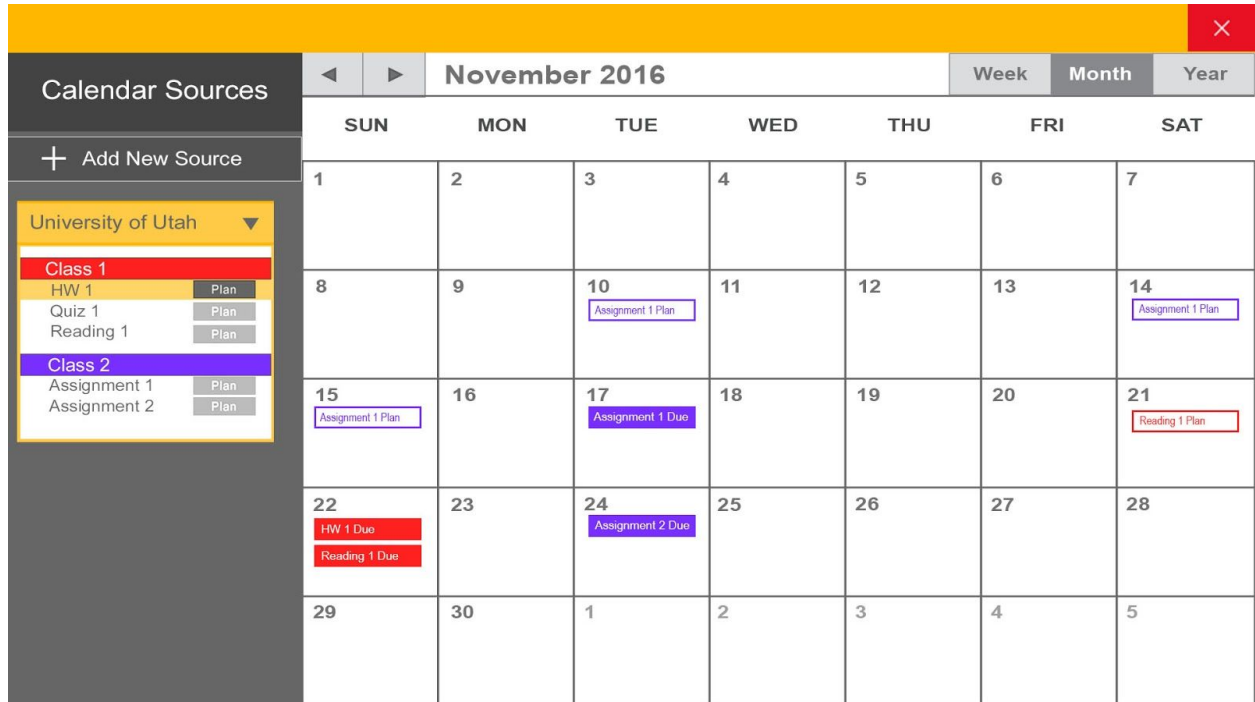 Calendar Sources
+ Add New Source
University of Utah ▼
Class 1
HW 1 Plan
Quiz 1 Plan
Reading 1 Plan
Class 2
Assignment 1 Plan
Assignment 2 Plan
◀ ▶ November 2016 Week Month Year
SUN MON TUE WED THU FRI SAT
1 2 3 4 5 6 7
8 9 10 11 12 13 14
Assignment 1 Plan Assignment 1 Plan
15 16 17 18 19 20 21
Assignment 1 Plan Assignment 1 Due Reading 1 Plan
22 23 24 25 26 27 28
HW 1 Due Assignment 2 Due
Reading 1 Due
29 30 1 2 3 4 5